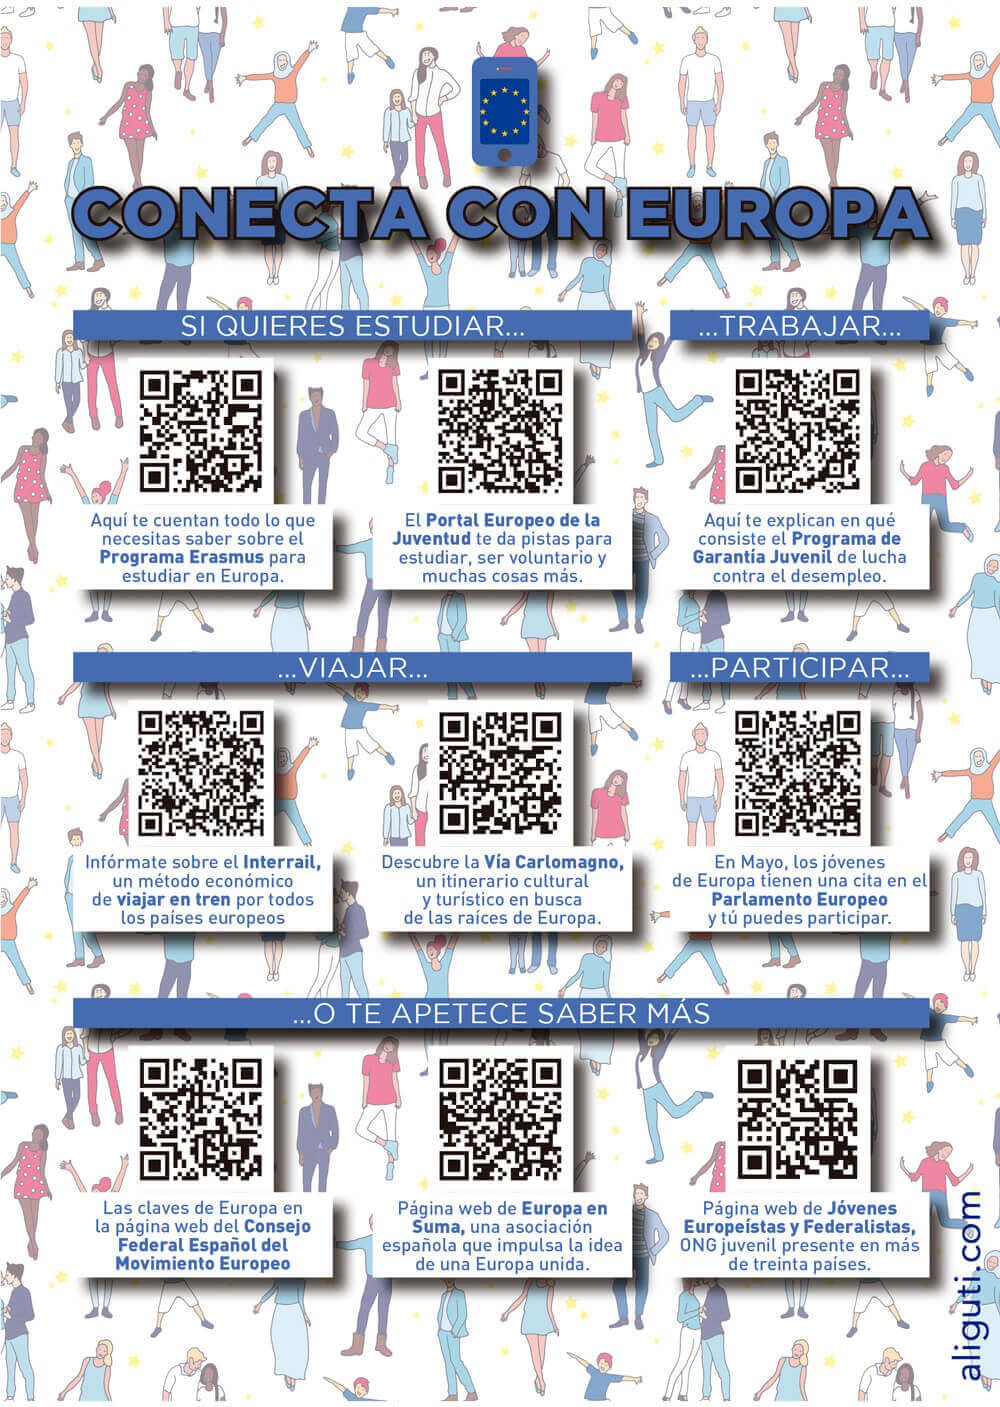 CONECTA CON EUROPA
SI QUIERES ESTUDIAR...
Aquí te cuentan todo lo que
necesitas saber sobre el
Programa Erasmus para
estudiar en Europa.
El Portal Europeo de la
Juventud te da pistas para
estudiar, ser voluntario y
muchas cosas más.
...TRABAJAR...
Aquí te explican en qué
consiste el Programa de
Garantía Juvenil de lucha
contra el desempleo.
...VIAJAR...
Infórmate sobre el Interrail,
un método económico
de viajar en tren por todos
los países europeos
Descubre la Vía Carlomagno,
un itinerario cultural
y turístico en busca
de las raíces de Europa.
...PARTICIPAR...
En Mayo, los jóvenes
de Europa tienen una cita en el
Parlamento Europeo
y tú puedes participar.
...O TE APETECE SABER MÁS
Las claves de Europa en
la página web del Consejo
Federal Español del
Movimiento Europeo
Página web de Europa en
Suma, una asociación
española que impulsa la idea
de una Europa unida.
Página web de Jóvenes
Europeístas y Federalistas,
ONG juvenil presente en más
de treinta países.
aliguti.com